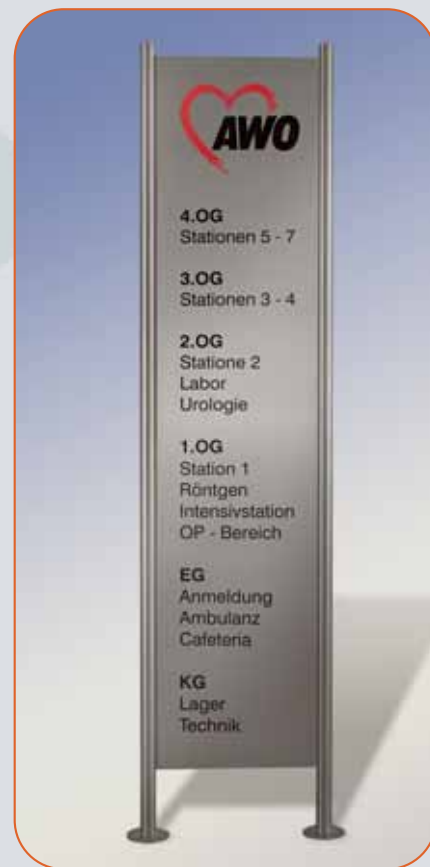 AWO
4.OG
Stationen 5 - 7
3.OG
Stationen 3 - 4
2.OG
Statione 2
Labor
Urologie
1.OG
Station 1
Röntgen
Intensivstation
OP - Bereich
EG
Anmeldung
Ambulanz
Cafeteria
KG
Lager
Technik